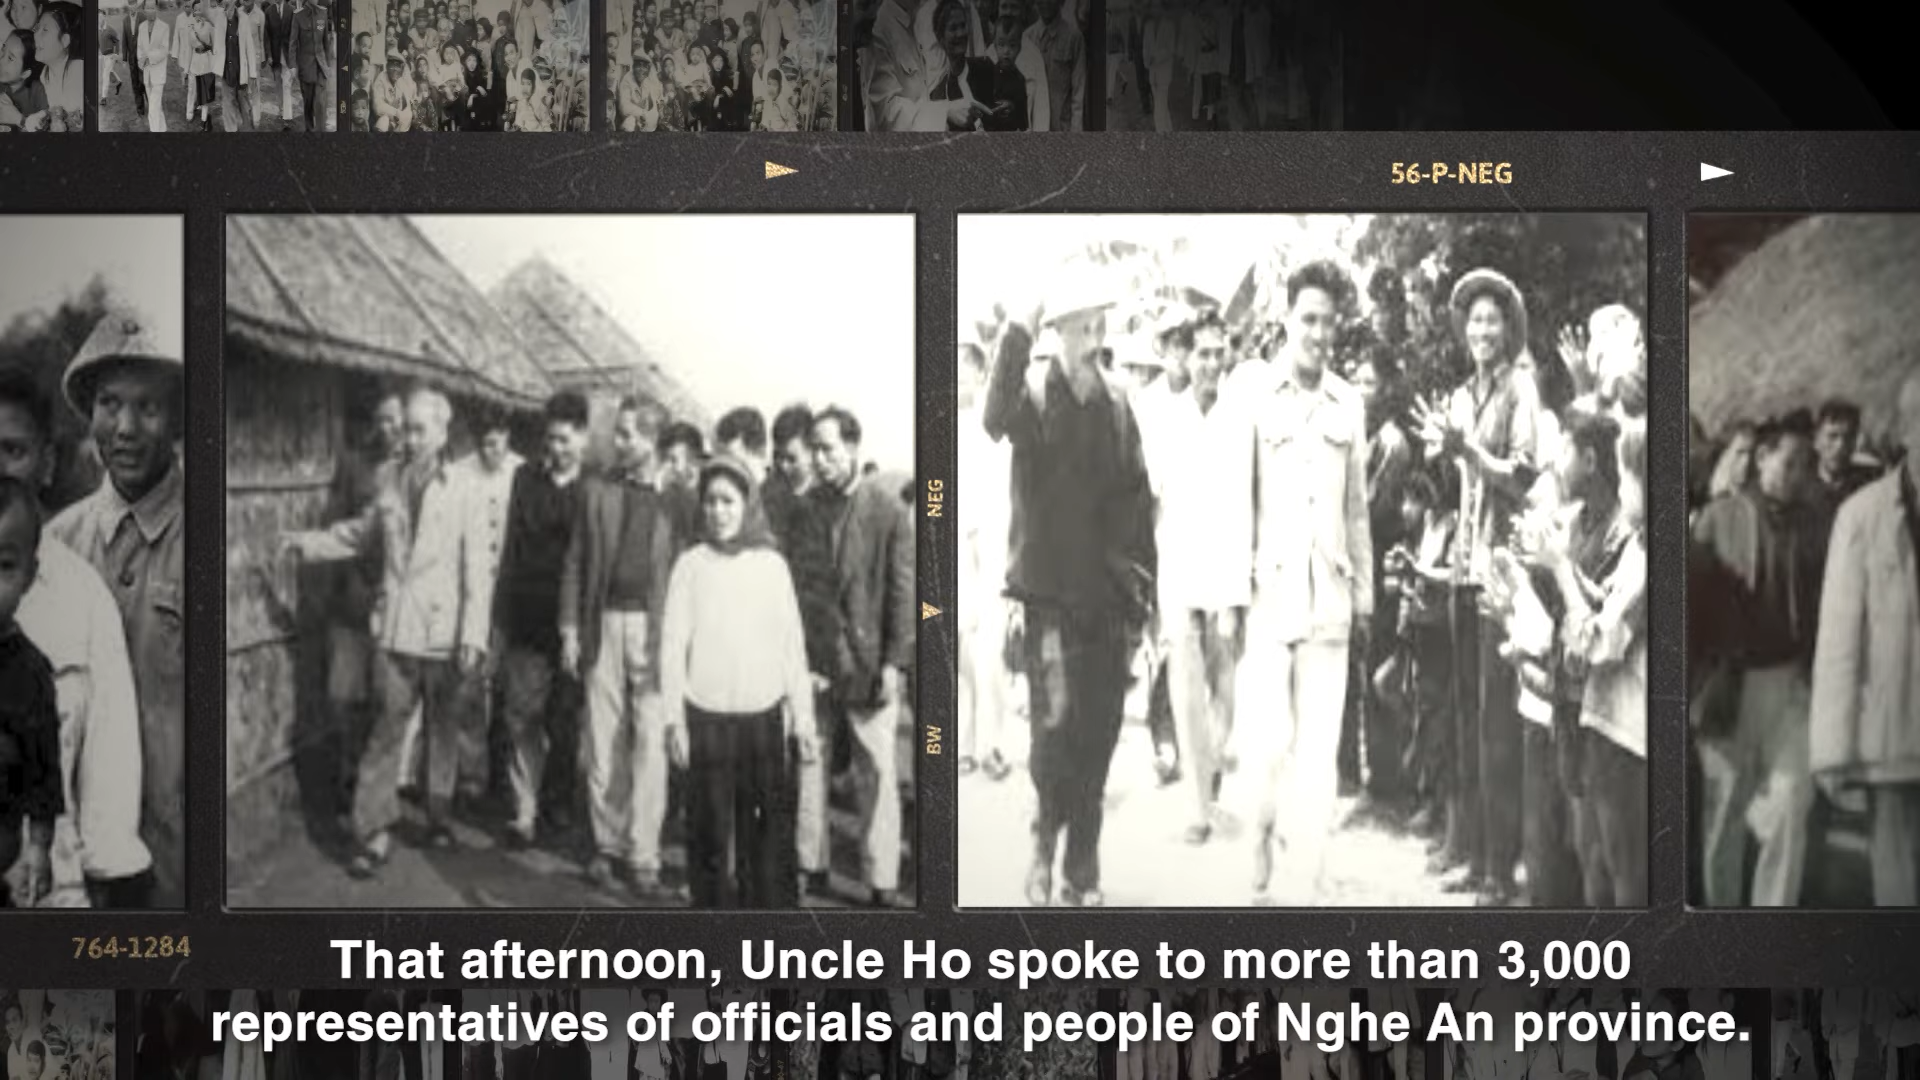 56-P-NEG
NEG
BW
764-1284
That afternoon, Uncle Ho spoke to more than 3,000
representatives of officials and people of Nghe An province.